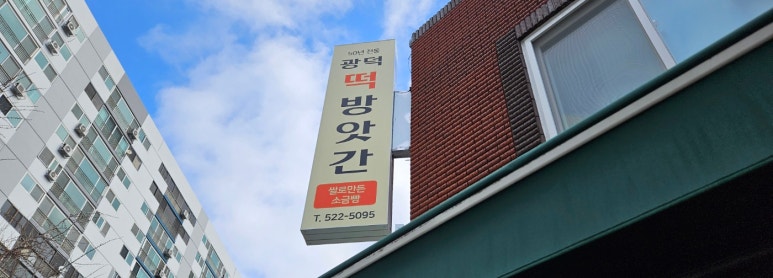 50년 전통
광덕
떡
방앗간
쌀로만든
소금빵
T. 522-5095